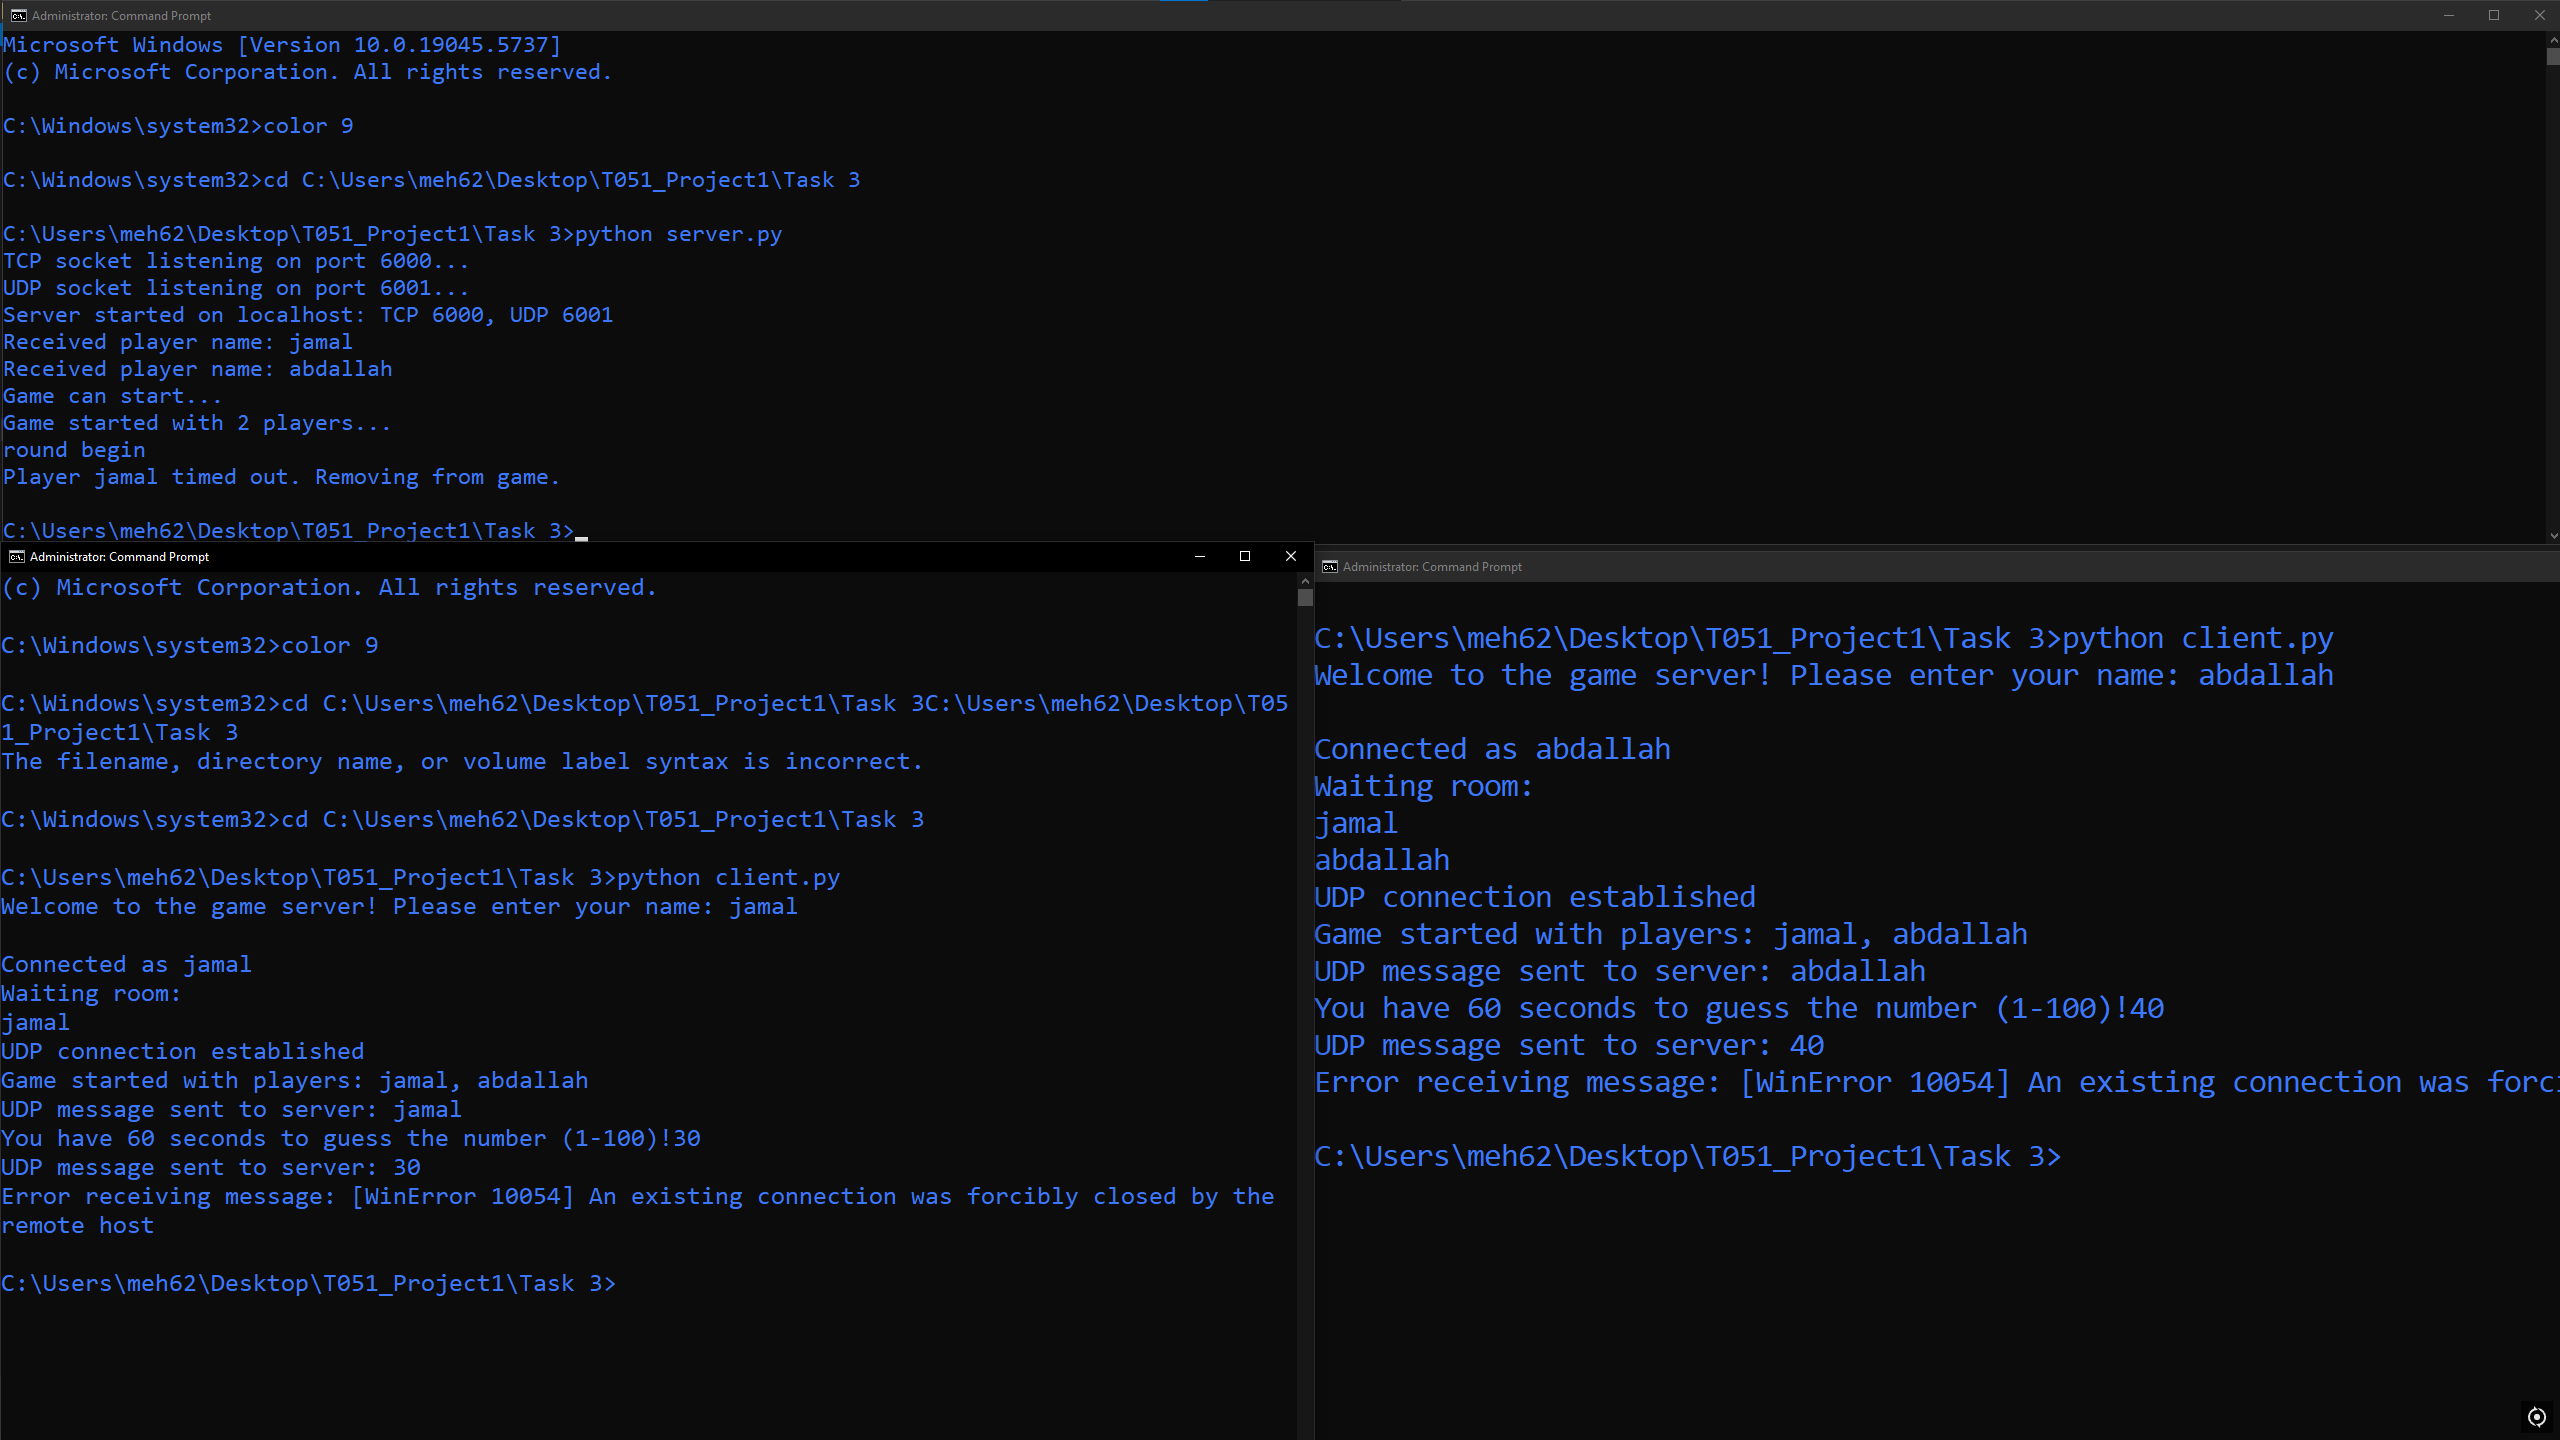 Administrator: Command Prompt
Microsoft Windows [Version 10.0.19045.5737]
(c) Microsoft Corporation. All rights reserved.
C:\Windows\system32>color 9
C:\Windows\system32>cd C:\Users\meh62\Desktop\T051_Project1\Task 3
C:\Users\meh62\Desktop\T051_Project1\Task 3>python server.py
TCP socket listening on port 6000...
UDP socket listening on port 6001...
Server started on localhost: TCP 6000, UDP 6001
Received player name: jamal
Received player name: abdallah
Game can start...
Game started with 2 players...
round begin
Player jamal timed out. Removing from game.
C:\Users\meh62\Desktop\T051_Project1\Task 3>
Administrator: Command Prompt
(c) Microsoft Corporation. All rights reserved.
C:\Windows\system32>color 9
C:\Windows\system32>cd C:\Users\meh62\Desktop\T051_Project1\Task 3C:\Users\meh62\Desktop\T05
1_Project1\Task 3
The filename, directory name, or volume label syntax is incorrect.
C:\Windows\system32>cd C:\Users\meh62\Desktop\T051_Project1\Task 3
C:\Users\meh62\Desktop\T051_Project1\Task 3>python client.py
Welcome to the game server! Please enter your name: jamal
Connected as jamal
Waiting room:
jamal
UDP connection established
Game started with players: jamal, abdallah
UDP message sent to server: jamal
You have 60 seconds to guess the number (1-100)!30
UDP message sent to server: 30
Error receiving message: [WinError 10054] An existing connection was forcibly closed by the
remote host
C:\Users\meh62\Desktop\T051_Project1\Task 3>
Administrator: Command Prompt
C:\Users\meh62\Desktop\T051_Project1\Task 3>python client.py
Welcome to the game server! Please enter your name: abdallah
Connected as abdallah
Waiting room:
jamal
abdallah
UDP connection established
Game started with players: jamal, abdallah
UDP message sent to server: abdallah
You have 60 seconds to guess the number (1-100)!40
UDP message sent to server: 40
Error receiving message: [WinError 10054] An existing connection was forci
C:\Users\meh62\Desktop\T051_Project1\Task 3>